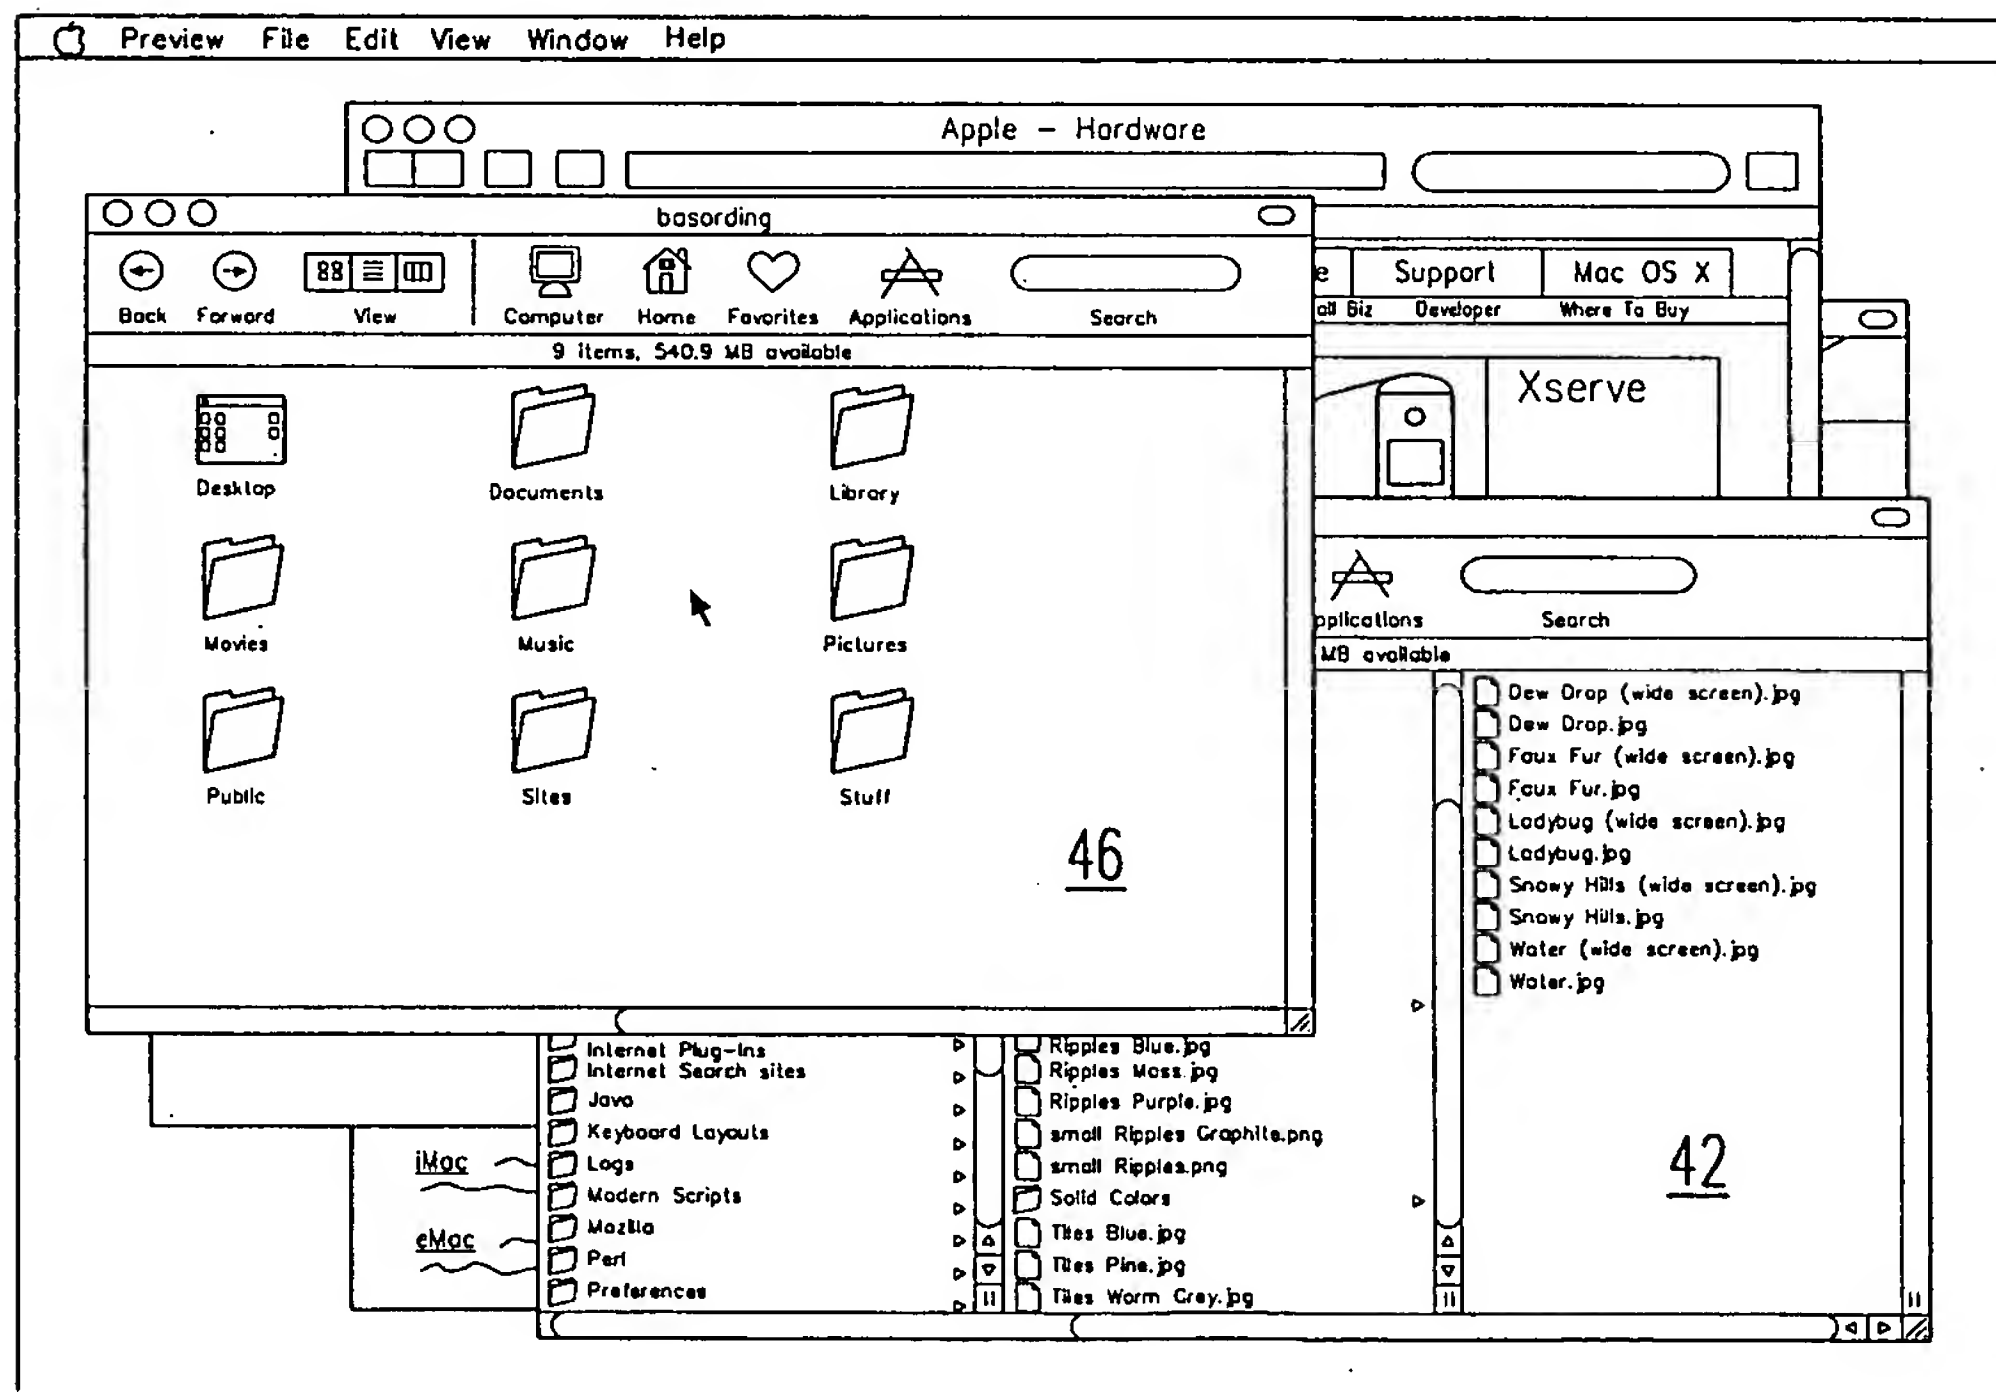 Preview File Edit View Window Help
Apple – Hardware
basording
Back Forward View Computer Home Favorites Applications Search
9 items, 540.9 MB available
Desktop Documents Library
Movies Music Pictures
Public Sites Stuff
46
e Support Mac OS X
all Biz Developer Where To Buy
Xserve
pplications Search
MB available
Dew Drop (wide screen).jpg
Dew Drop.jpg
Faux Fur (wide screen).jpg
Faux Fur.jpg
Ladybug (wide screen).jpg
Ladybug.jpg
Snowy Hills (wide screen).jpg
Snowy Hills.jpg
Water (wide screen).jpg
Water.jpg
42
iMac
eMac
Internet Plug-Ins
Internet Search sites
Java
Keyboard Layouts
Logs
Modern Scripts
Mozilla
Perl
Preferences
Ripples Blue.jpg
Ripples Moss.jpg
Ripples Purple.jpg
small Ripples Graphite.png
small Ripples.png
Solid Colors
Tiles Blue.jpg
Tiles Pine.jpg
Tiles Warm Grey.jpg